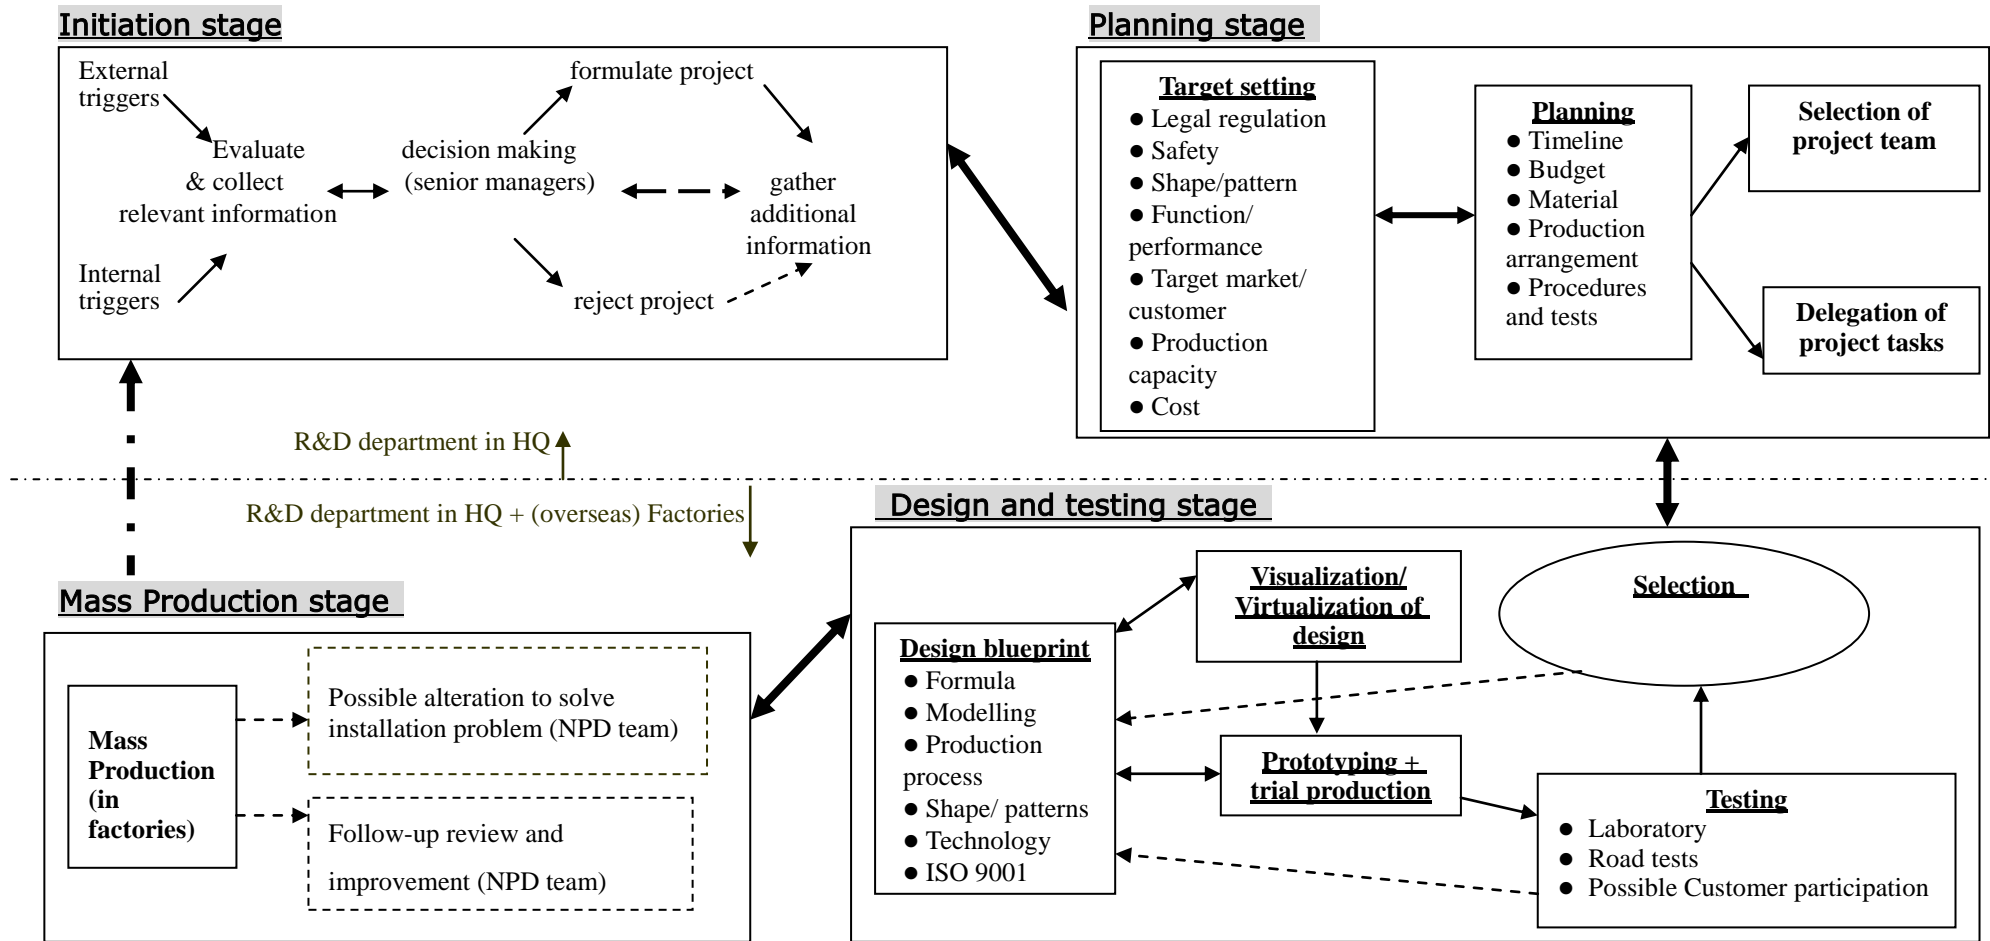 Initiation stage
External
triggers
formulate project
Evaluate
& collect
relevant information
decision making
(senior managers)
gather
additional
information
Internal
triggers
reject project
Planning stage
Target setting
● Legal regulation
● Safety
● Shape/pattern
● Function/
performance
● Target market/
customer
● Production
capacity
● Cost
Planning
● Timeline
● Budget
● Material
● Production
arrangement
● Procedures
and tests
Selection of
project team
Delegation of
project tasks
R&D department in HQ
R&D department in HQ + (overseas) Factories
Design and testing stage
Design blueprint
● Formula
● Modelling
● Production
process
● Shape/ patterns
● Technology
● ISO 9001
Visualization/
Virtualization of
design
Prototyping +
trial production
Selection
Testing
● Laboratory
● Road tests
● Possible Customer participation
Mass Production stage
Mass
Production
(in
factories)
Possible alteration to solve
installation problem (NPD team)
Follow-up review and
improvement (NPD team)